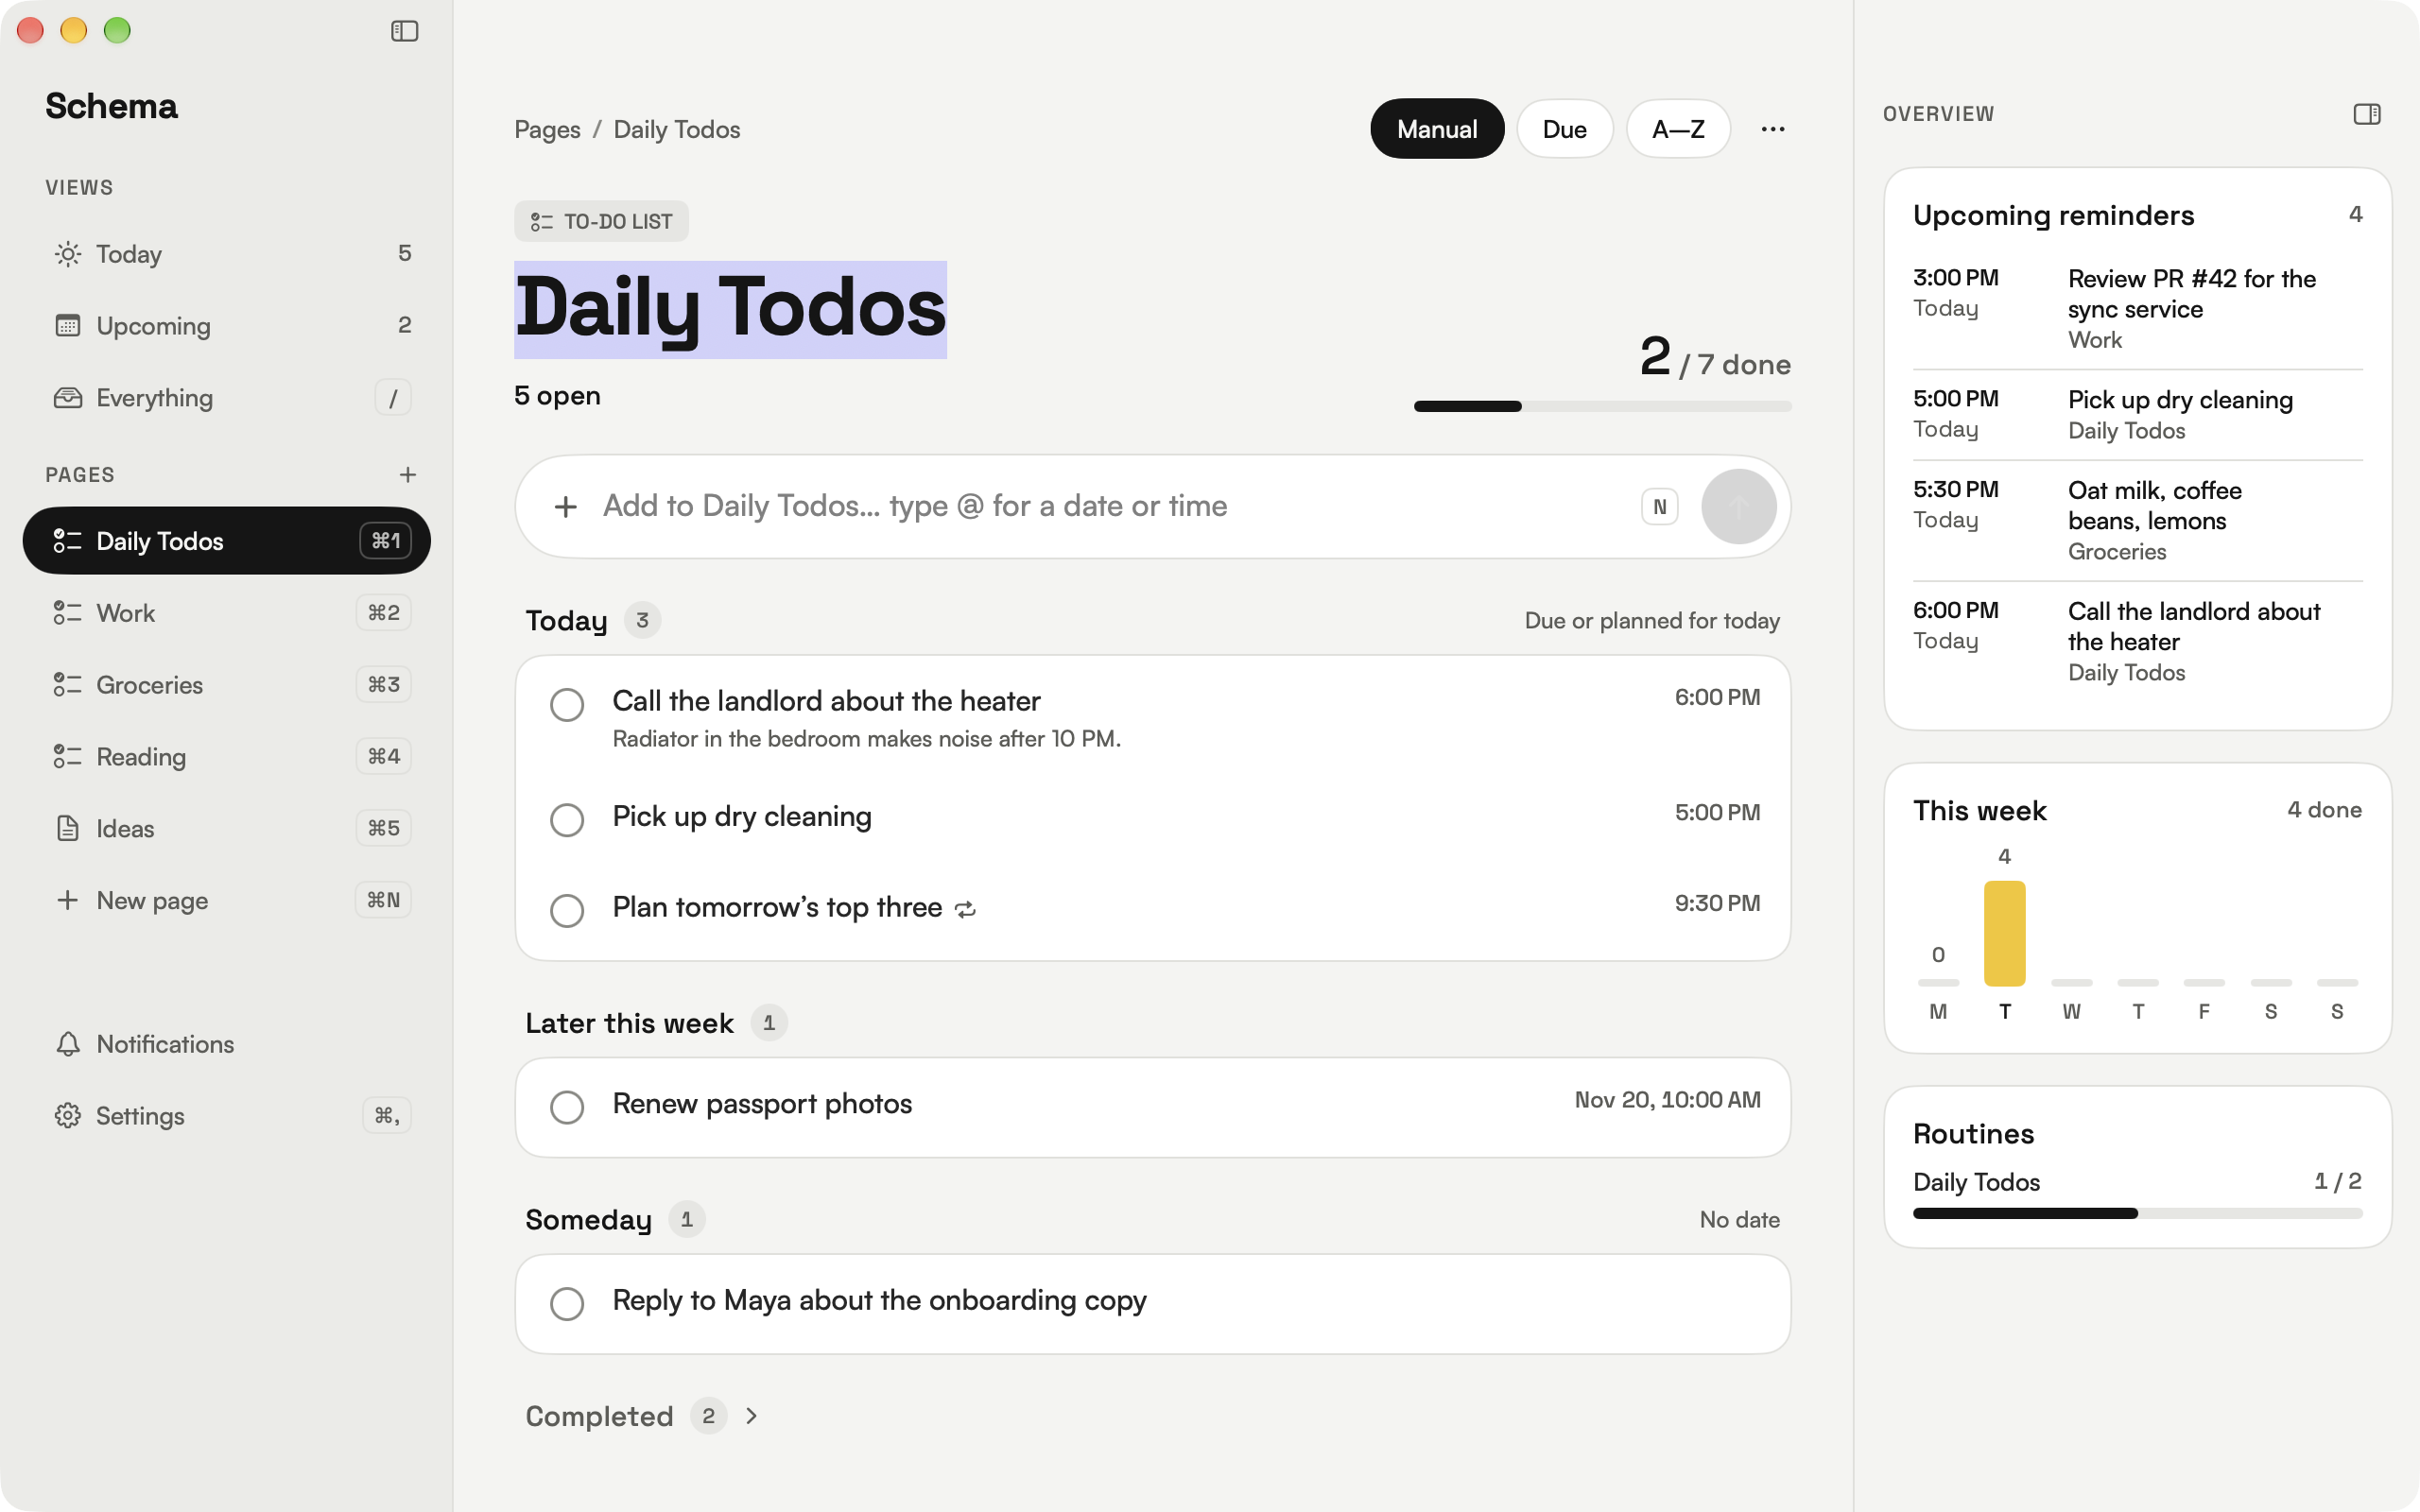 Schema
VIEWS
Today 5
Upcoming 2
Everything /
PAGES
Daily Todos ⌘1
Work ⌘2
Groceries ⌘3
Reading ⌘4
Ideas ⌘5
New page ⌘N
Notifications
Settings ⌘,
Pages / Daily Todos
Manual Due A—Z
TO-DO LIST
Daily Todos
5 open
2 / 7 done
Add to Daily Todos... type @ for a date or time N
Today 3 Due or planned for today
Call the landlord about the heater 6:00 PM
Radiator in the bedroom makes noise after 10 PM.
Pick up dry cleaning 5:00 PM
Plan tomorrow’s top three 9:30 PM
Later this week 1
Renew passport photos Nov 20, 10:00 AM
Someday 1 No date
Reply to Maya about the onboarding copy
Completed 2
OVERVIEW
Upcoming reminders 4
3:00 PM Review PR #42 for the
Today sync service
Work
5:00 PM Pick up dry cleaning
Today Daily Todos
5:30 PM Oat milk, coffee
Today beans, lemons
Groceries
6:00 PM Call the landlord about
Today the heater
Daily Todos
This week 4 done
4
0
M T W T F S S
Routines
Daily Todos 1 / 2